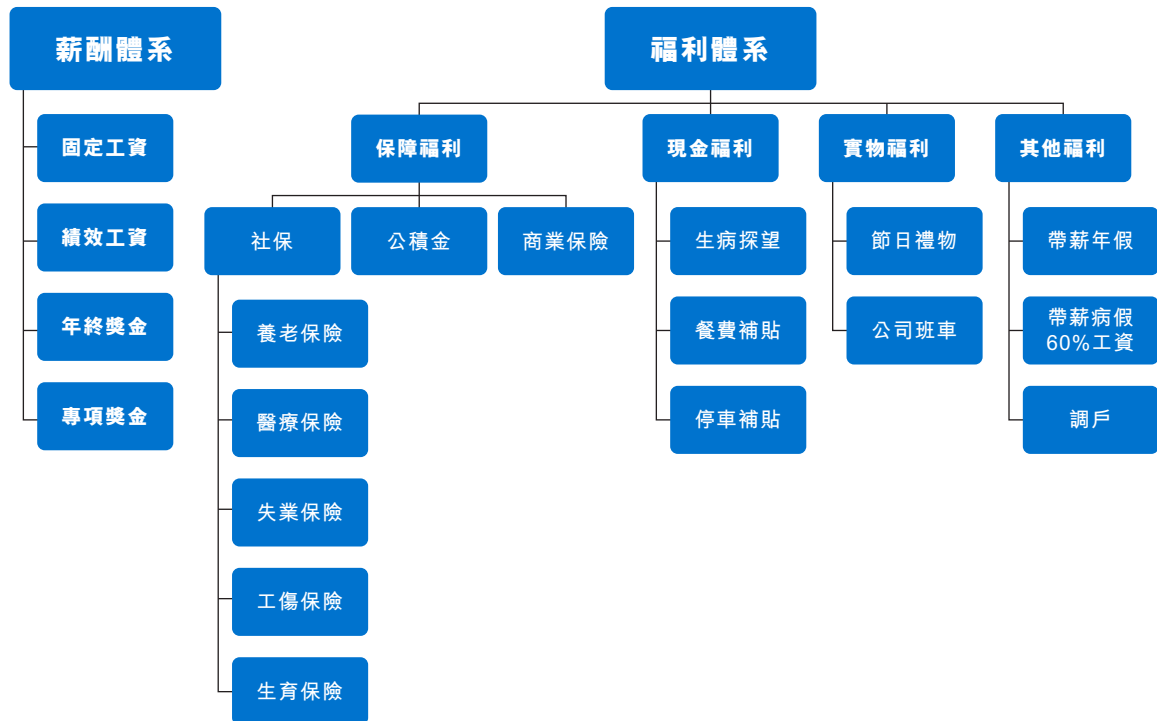 薪酬體系
固定工資
績效工資
年終獎金
專項獎金
福利體系
保障福利
社保
養老保險
醫療保險
失業保險
工傷保險
生育保險
公積金
商業保險
現金福利
生病探望
餐費補貼
停車補貼
實物福利
節日禮物
公司班車
其他福利
帶薪年假
帶薪病假
60%工資
調戶